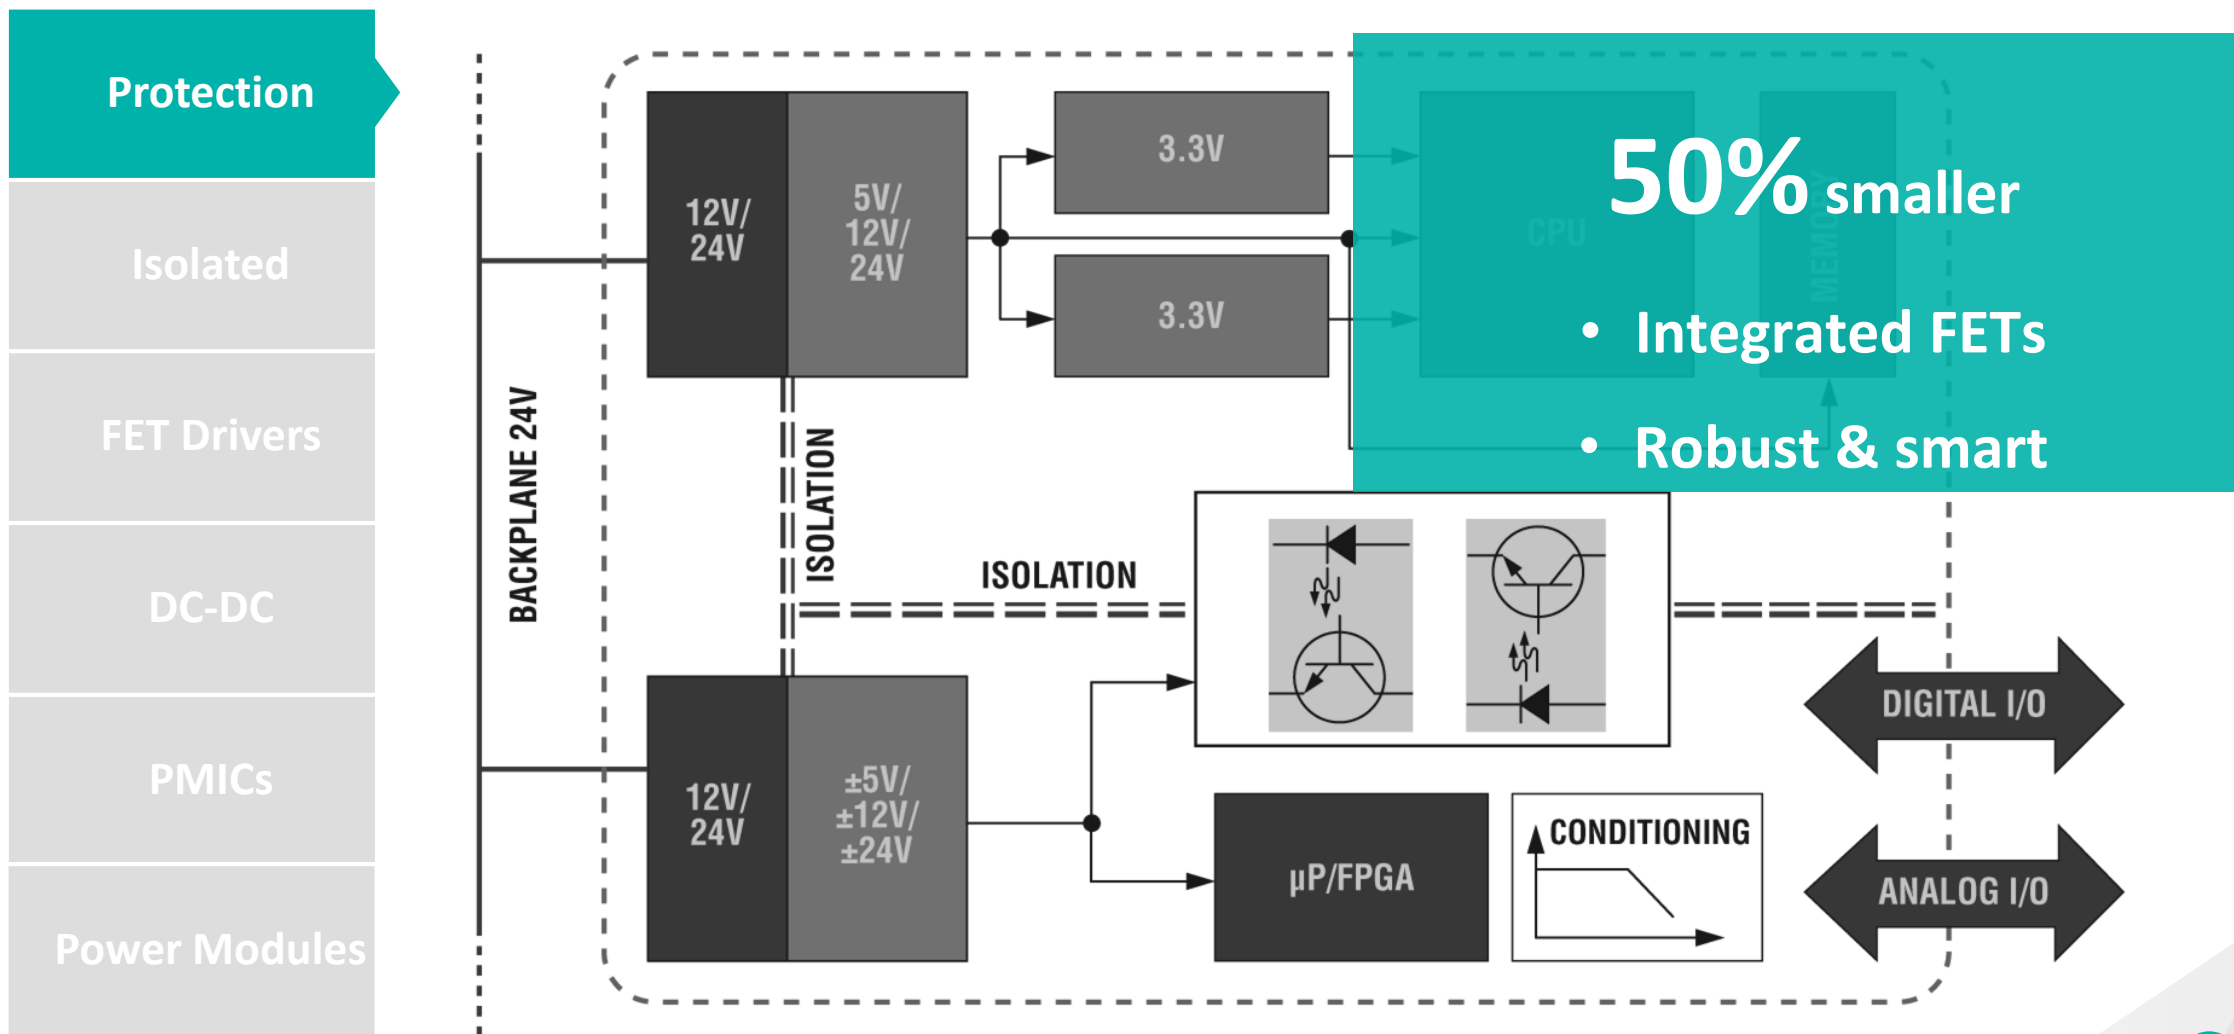 Protection
Isolated
FET Drivers
DC-DC
PMICs
Power Modules
BACKPLANE 24V
12V/
24V
5V/
12V/
24V
3.3V
3.3V
CPU
MEMORY
50% smaller
• Integrated FETs
• Robust & smart
ISOLATION
ISOLATION
12V/
24V
±5V/
±12V/
±24V
µP/FPGA
CONDITIONING
DIGITAL I/O
ANALOG I/O